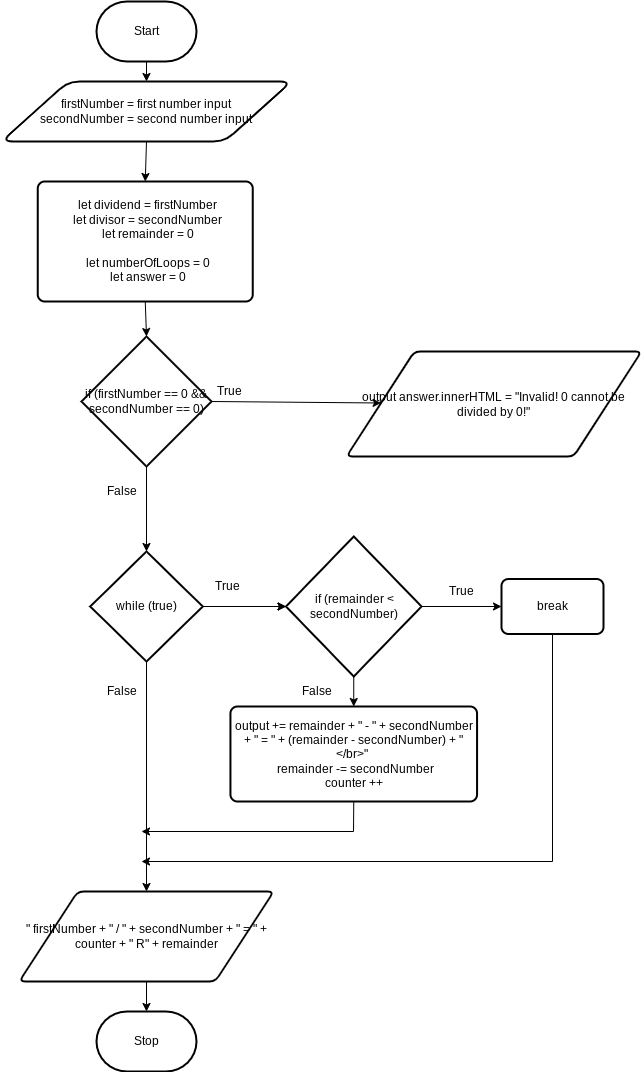 Start
firstNumber = first number input
secondNumber = second number input
let dividend = firstNumber
let divisor = secondNumber
let remainder = 0
let numberOfLoops = 0
let answer = 0
if (firstNumber == 0 &&
secondNumber == 0)
True
output answer.innerHTML = "Invalid! 0 cannot be
divided by 0!"
False
while (true)
True
if (remainder <
secondNumber)
True
break
False
False
output += remainder + " - " + secondNumber
+ " = " + (remainder - secondNumber) + "
</br>"
remainder -= secondNumber
counter ++
" firstNumber + " / " + secondNumber + " = " +
counter + " R" + remainder
Stop